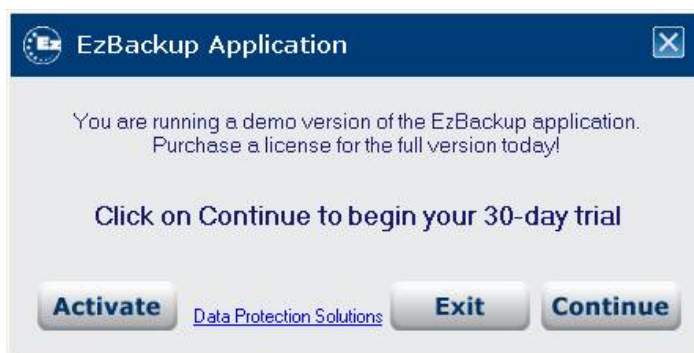 Ez EzBackup Application
You are running a demo version of the EzBackup application.
Purchase a license for the full version today!
Click on Continue to begin your 30-day trial
Activate Data Protection Solutions Exit Continue